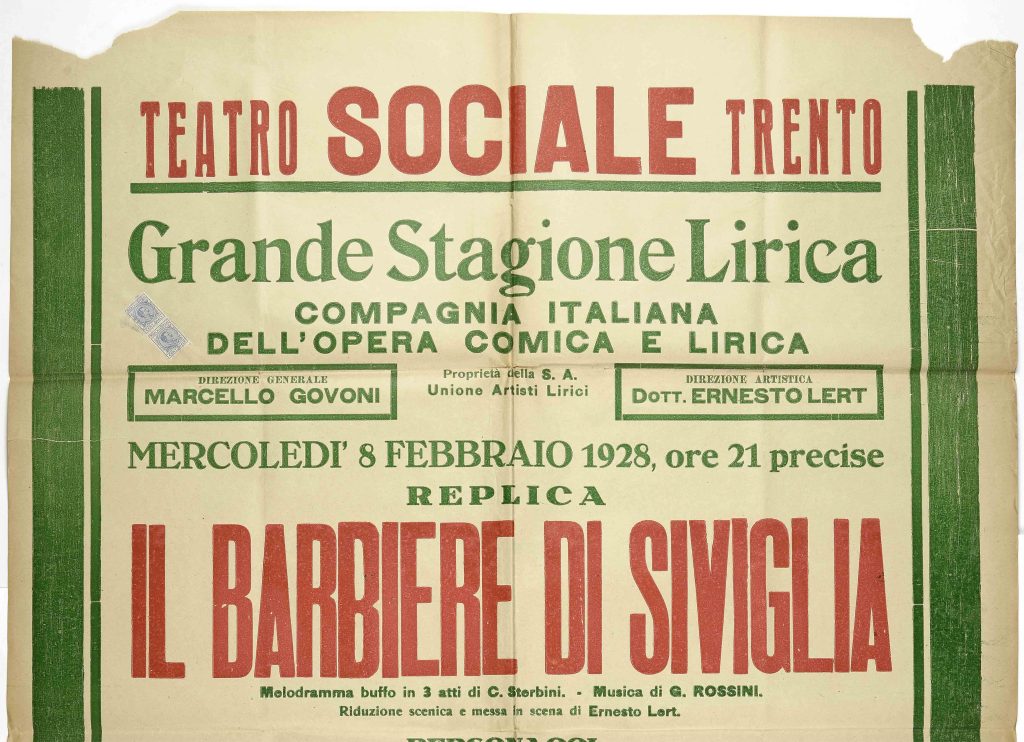 TEATRO SOCIALE TRENTO
Grande Stagione Lirica
COMPAGNIA ITALIANA
DELL'OPERA COMICA E LIRICA
DIREZIONE GENERALE
MARCELLO GOVONI
Proprietà della S. A.
Unione Artisti Lirici
DIREZIONE ARTISTICA
DOTT. ERNESTO LERT
MERCOLEDI' 8 FEBBRAIO 1928, ore 21 precise
REPLICA
IL BARBIERE DI SIVIGLIA
Melodramma buffo in 3 atti di C. Sterbini. - Musica di G. ROSSINI.
Riduzione scenica e messa in scena di Ernesto Lert.